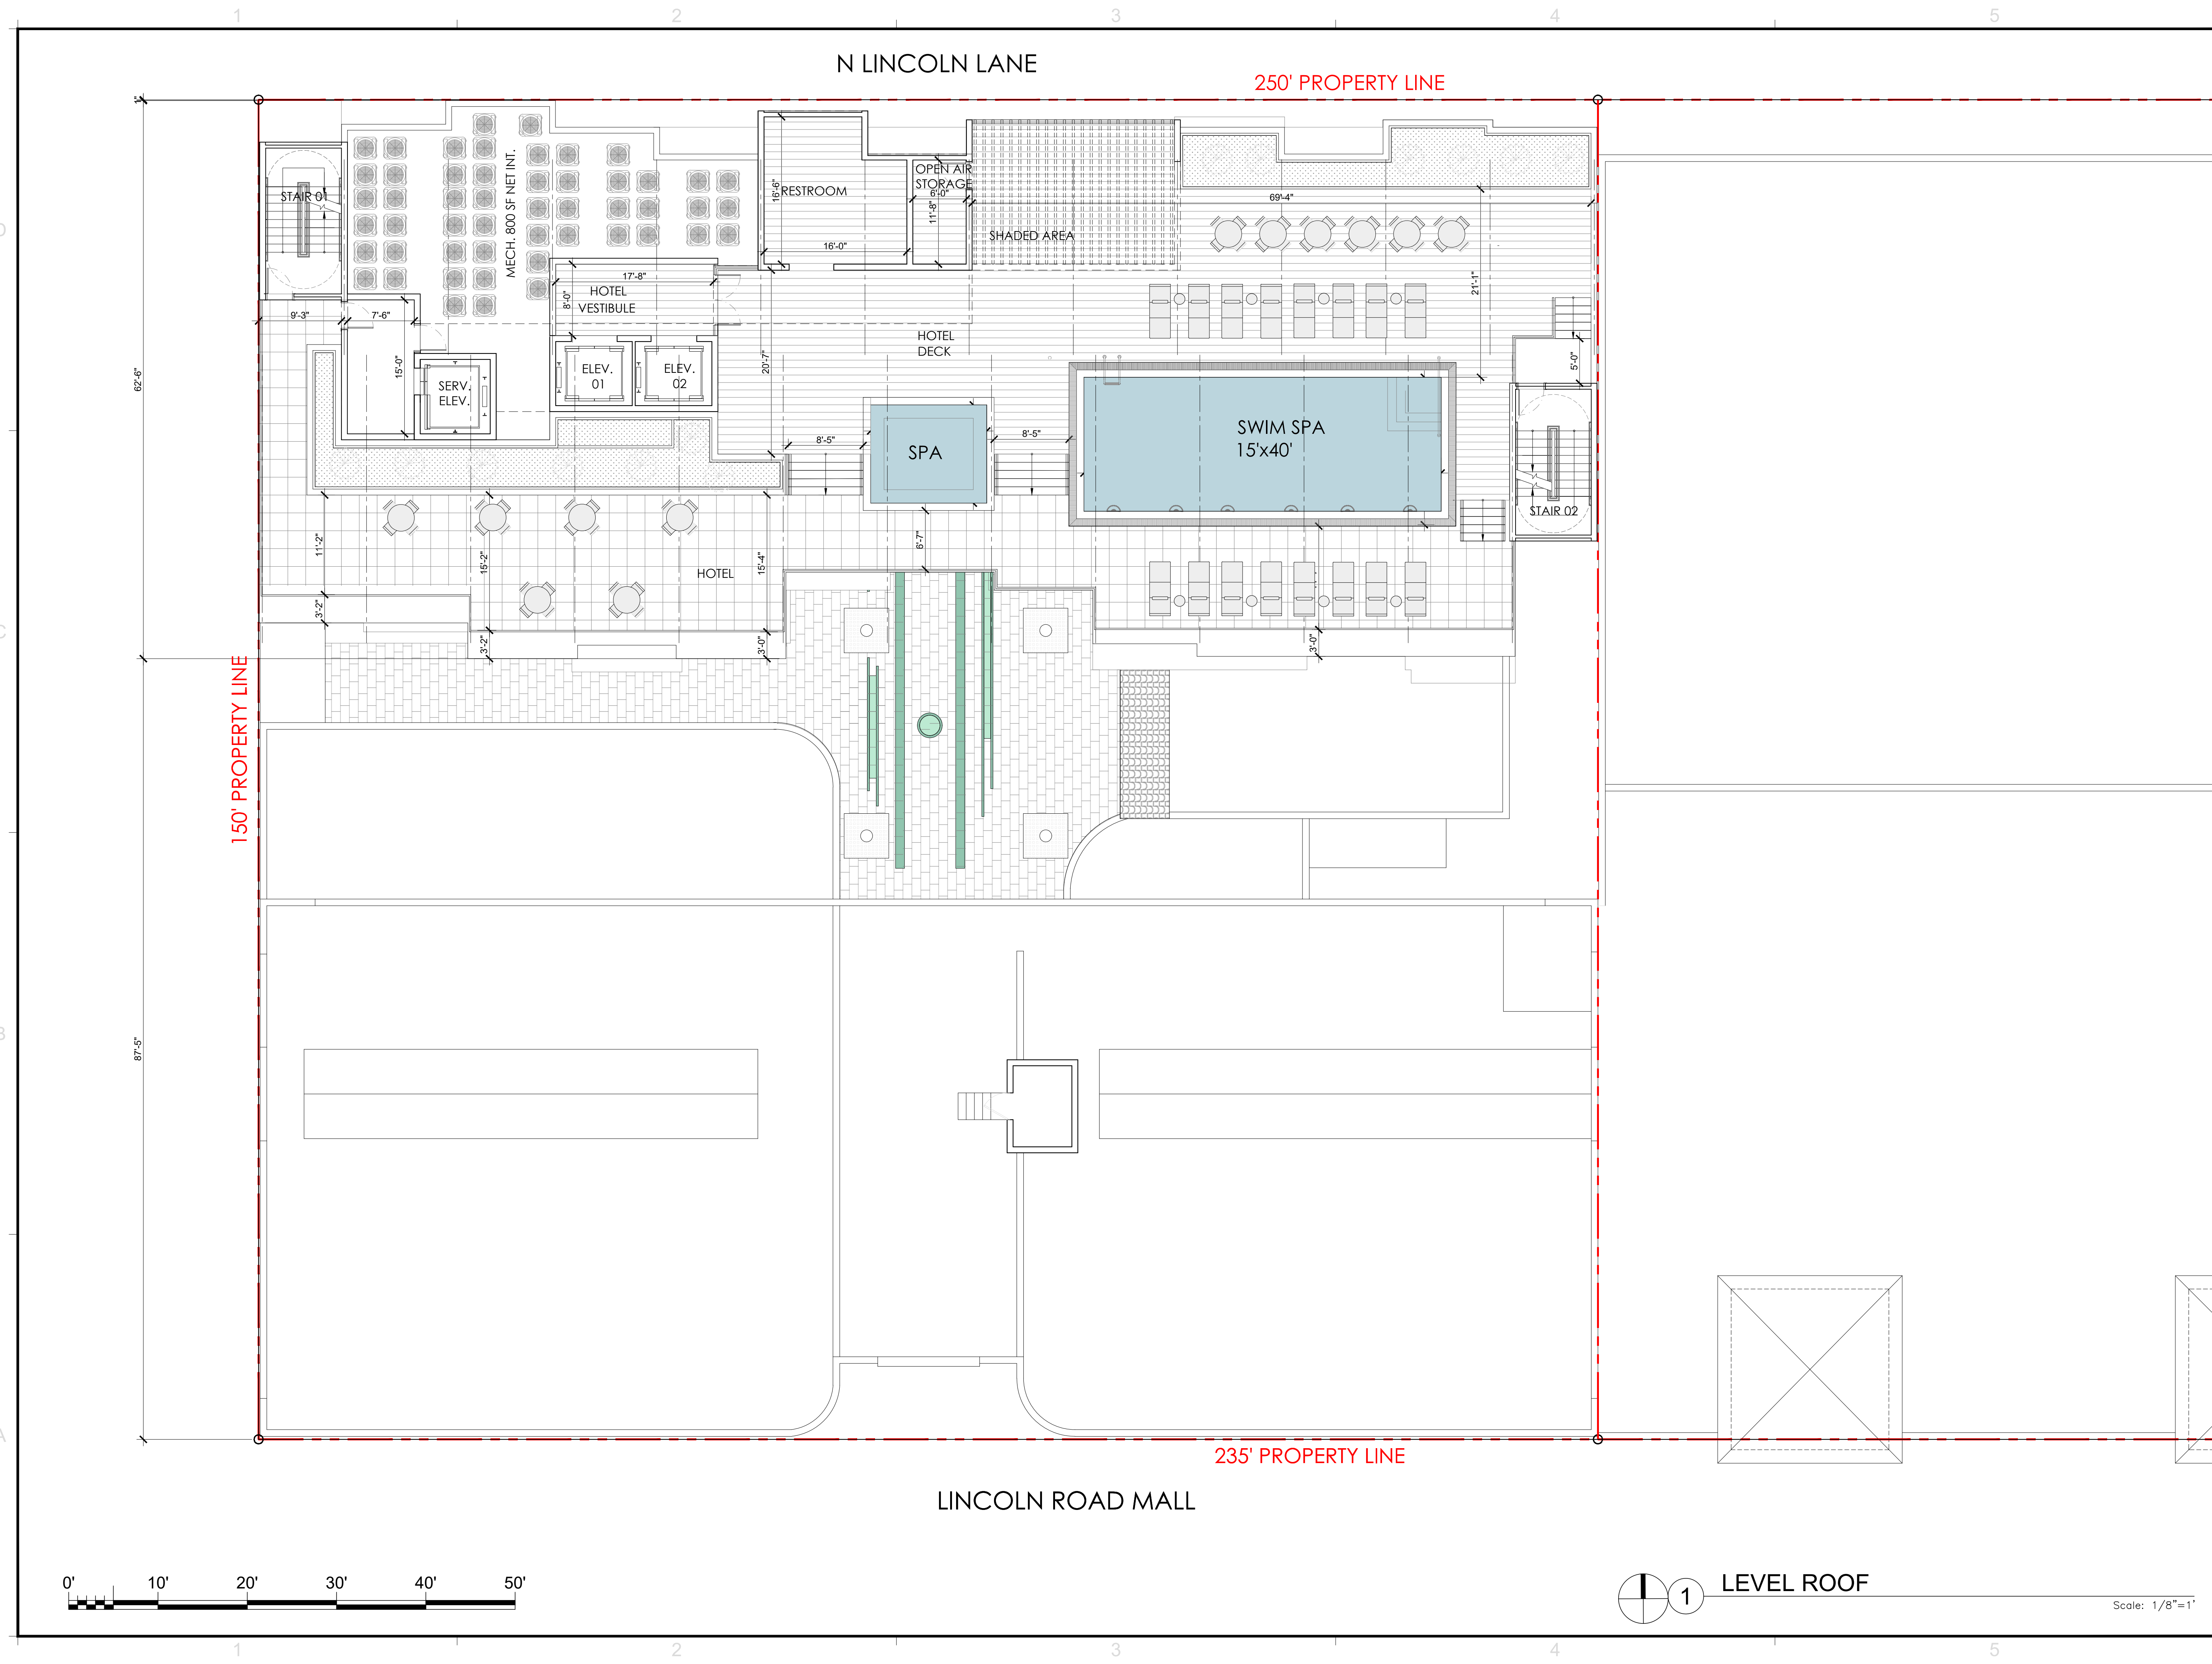 1 2 3 4 5
N LINCOLN LANE
250' PROPERTY LINE
1"
62'-6"
87'-5"
150' PROPERTY LINE
STAIR 01
MECH. 800 SF NET INT.
16'-6"
RESTROOM
16'-0"
OPEN AIR
STORAGE
6'-0"
11'-8"
SHADED AREA
69'-4"
21'-1"
17'-8"
HOTEL
VESTIBULE
8'-0"
9'-3"
7'-6"
15'-0"
HOTEL
DECK
20'-7"
5'-0"
SERV.
ELEV.
ELEV.
01
ELEV.
02
8'-5"
SPA
8'-5"
SWIM SPA
15'x40'
STAIR 02
11'-2"
15'-2"
15'-4"
6'-7"
HOTEL
3'-2"
3'-2"
3'-0"
3'-0"
D
C
B
A
235' PROPERTY LINE
LINCOLN ROAD MALL
0' 10' 20' 30' 40' 50'
1
LEVEL ROOF
Scale: 1/8"=1'
1 2 3 4 5